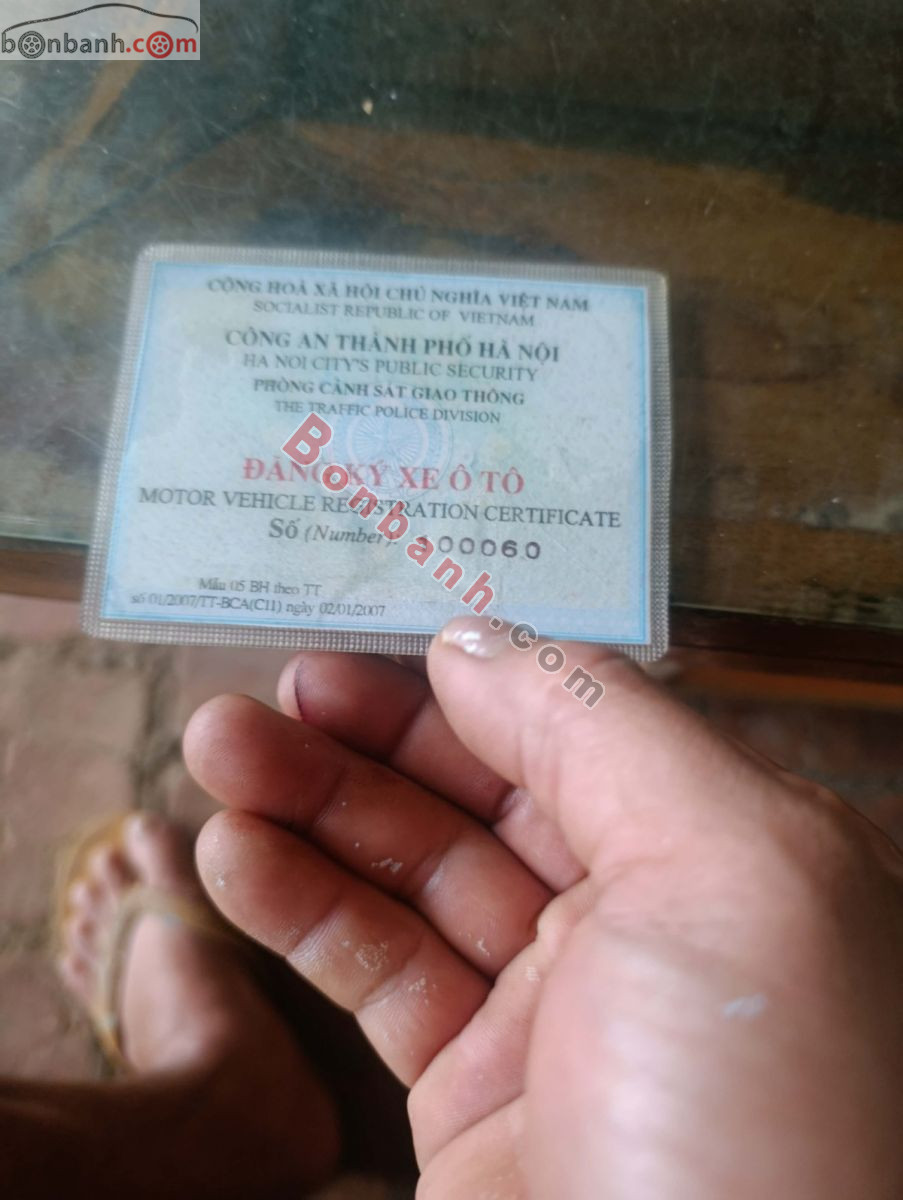 bonbanh.com
CỘNG HOÀ XÃ HỘI CHỦ NGHĨA VIỆT NAM
SOCIALIST REPUBLIC OF VIETNAM
CÔNG AN THÀNH PHỐ HÀ NỘI
HA NOI CITY'S PUBLIC SECURITY
PHÒNG CẢNH SÁT GIAO THÔNG
THE TRAFFIC POLICE DIVISION
ĐĂNG KÝ XE Ô TÔ
MOTOR VEHICLE REGISTRATION CERTIFICATE
Số (Number):
Mẫu 05 BH theo TT
số 01/2007/TT-BCA(C11) ngày 02/01/2007
Bonbanh.com